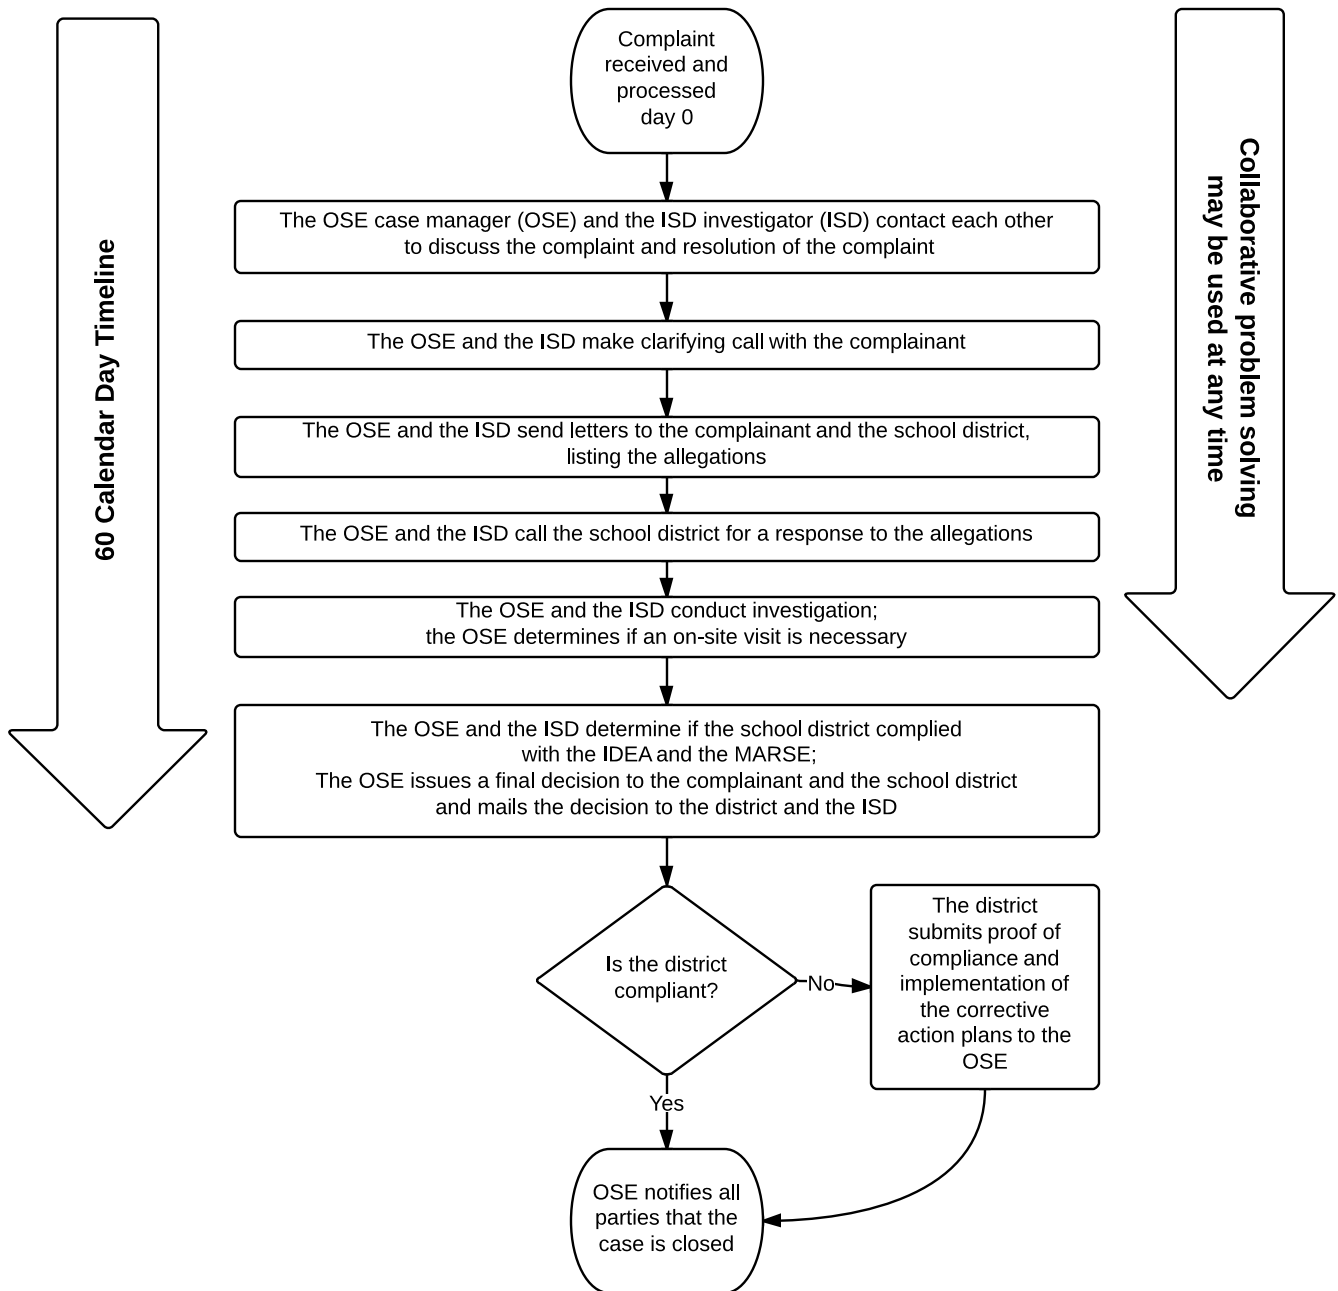 Complaint
received and
processed
day 0
60 Calendar Day Timeline
Collaborative problem solving
may be used at any time
The OSE case manager (OSE) and the ISD investigator (ISD) contact each other
to discuss the complaint and resolution of the complaint
The OSE and the ISD make clarifying call with the complainant
The OSE and the ISD send letters to the complainant and the school district,
listing the allegations
The OSE and the ISD call the school district for a response to the allegations
The OSE and the ISD conduct investigation;
the OSE determines if an on-site visit is necessary
The OSE and the ISD determine if the school district complied
with the IDEA and the MARSE;
The OSE issues a final decision to the complainant and the school district
and mails the decision to the district and the ISD
Is the district
compliant?
No
The district
submits proof of
compliance and
implementation of
the corrective
action plans to the
OSE
Yes
OSE notifies all
parties that the
case is closed